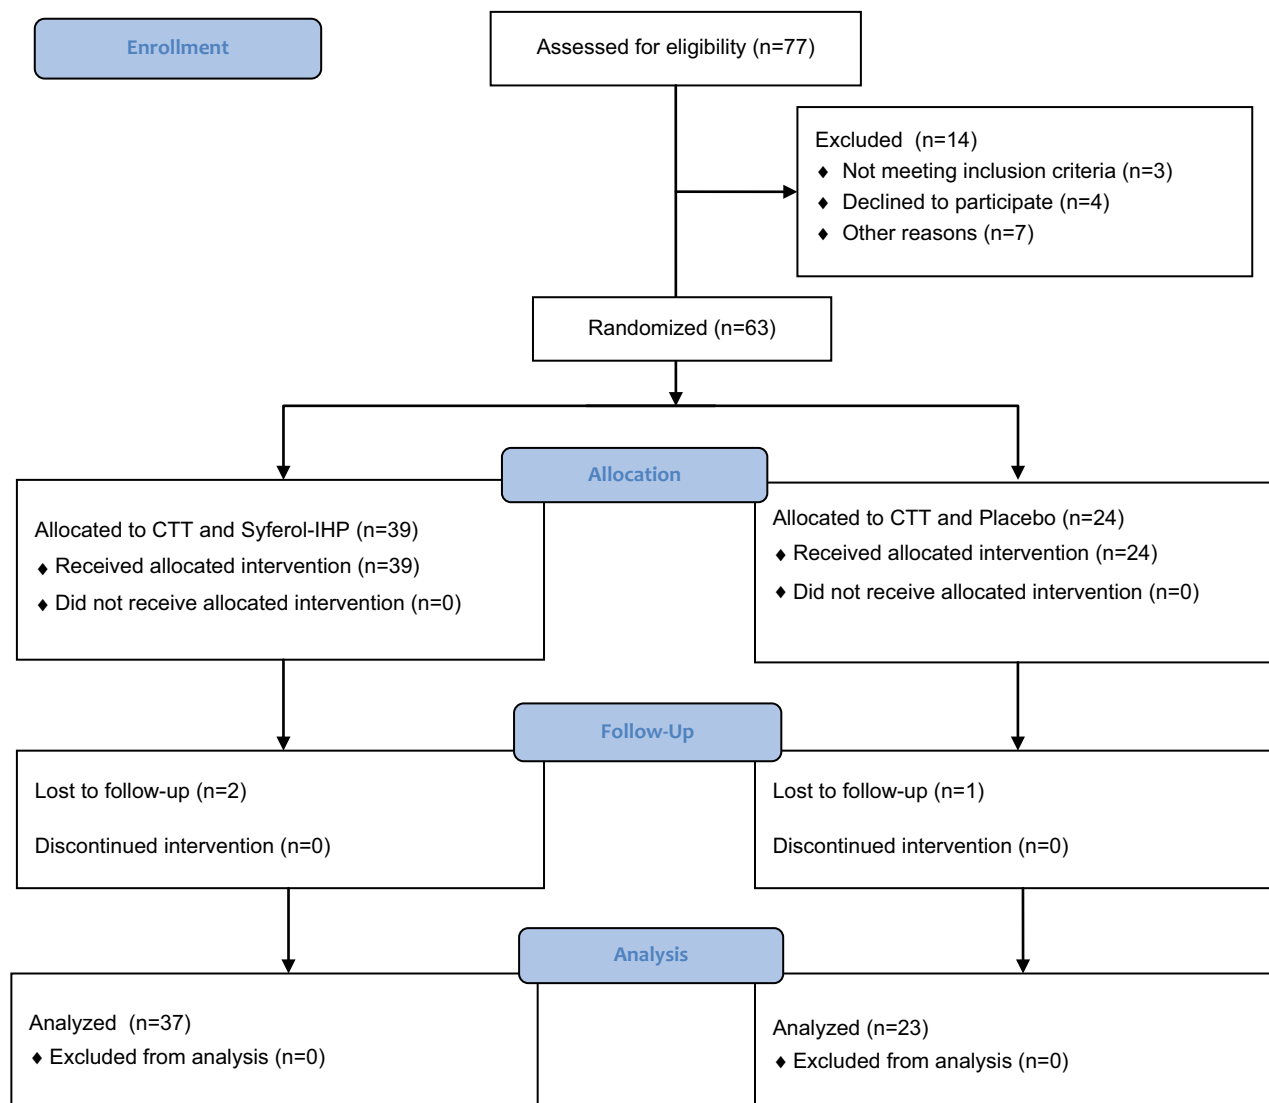 Enrollment
Assessed for eligibility (n=77)
Excluded (n=14)
♦ Not meeting inclusion criteria (n=3)
♦ Declined to participate (n=4)
♦ Other reasons (n=7)
Randomized (n=63)
Allocation
Allocated to CTT and Syferol-IHP (n=39)
♦ Received allocated intervention (n=39)
♦ Did not receive allocated intervention (n=0)
Allocated to CTT and Placebo (n=24)
♦ Received allocated intervention (n=24)
♦ Did not receive allocated intervention (n=0)
Follow-Up
Lost to follow-up (n=2)
Discontinued intervention (n=0)
Lost to follow-up (n=1)
Discontinued intervention (n=0)
Analysis
Analyzed (n=37)
♦ Excluded from analysis (n=0)
Analyzed (n=23)
♦ Excluded from analysis (n=0)